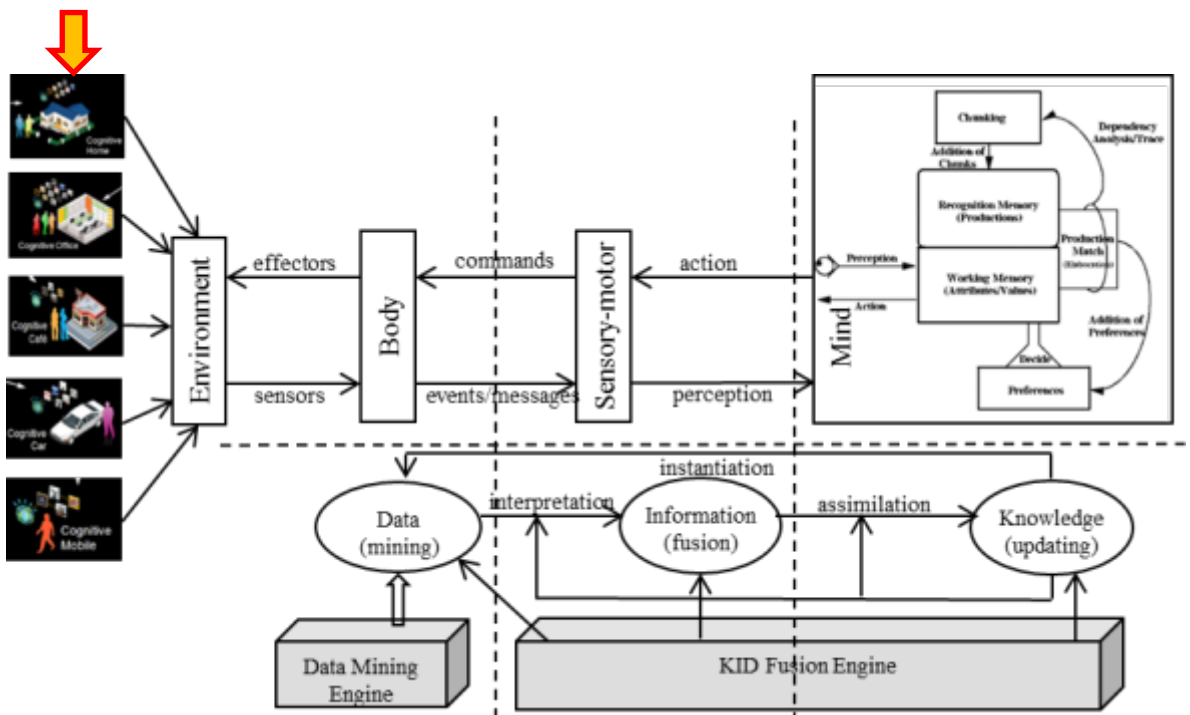 Cognitive
Home
Cognitive Office
Cognitive
Café
Cognitive
Car
Cognitive
Mobile
Environment
effectors
sensors
Body
commands
events/messages
Sensory-motor
action
perception
Mind
Chunking
Dependency
Analysis/Trace
Addition of
Chunks
Recognition Memory
(Productions)
Production
Match
(Elaboration)
Perception
Working Memory
(Attributes/Values)
Action
Addition of
Preferences
Decide
Preferences
instantiation
interpretation
assimilation
Data
(mining)
Information
(fusion)
Knowledge
(updating)
Data Mining
Engine
KID Fusion Engine